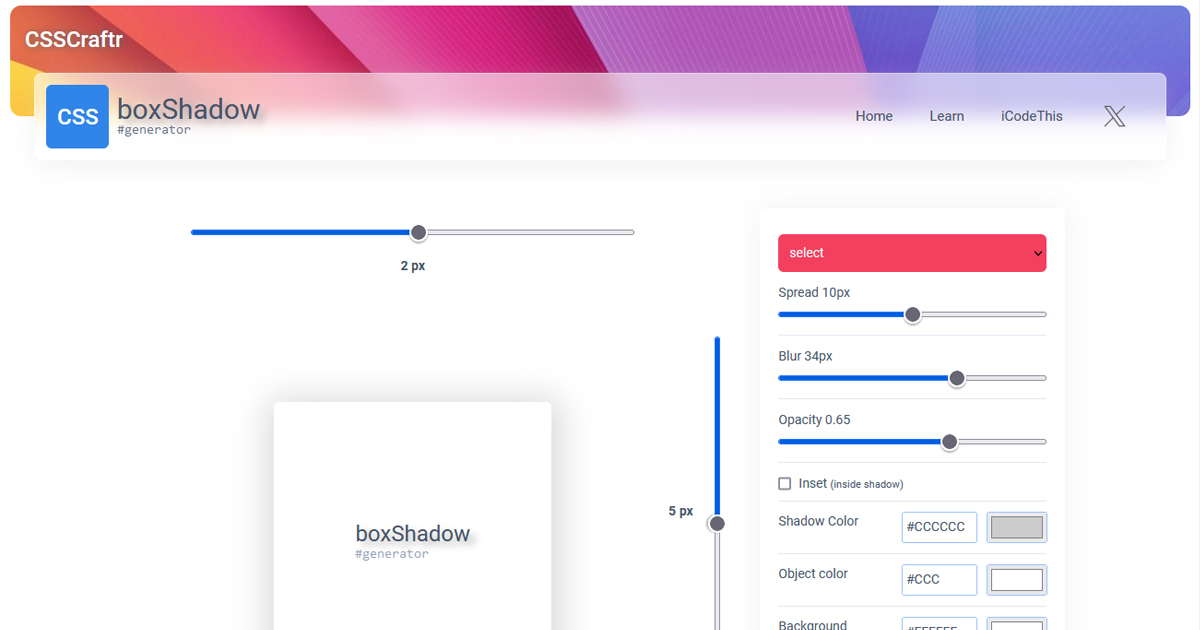 CSSCraftr
CSS
boxShadow
#generator
Home
Learn
iCodeThis
2 px
5 px
boxShadow
#generator
select
Spread 10px
Blur 34px
Opacity 0.65
Inset (inside shadow)
Shadow Color
#CCCCCC
Object color
#CCC
Background
#FFFFFF